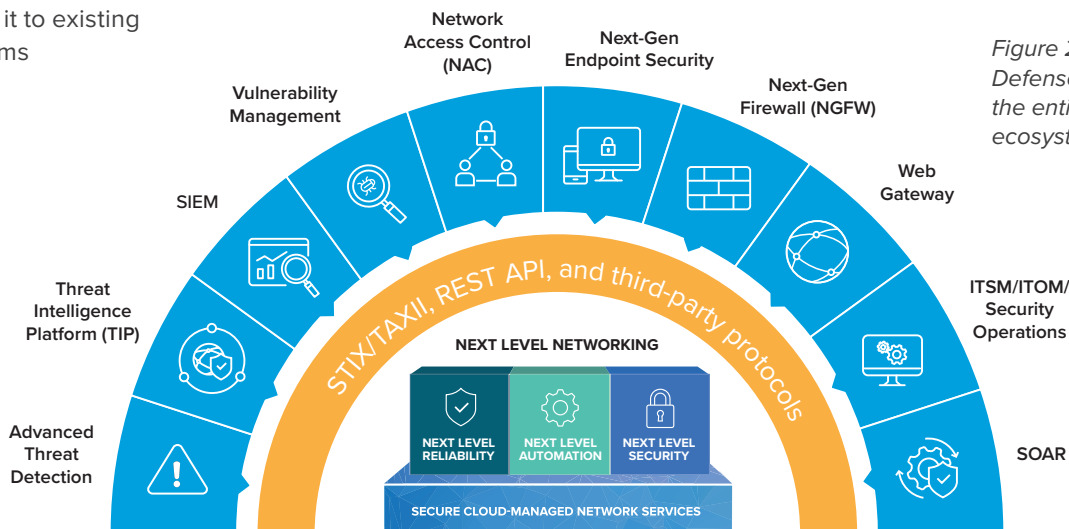 it to existing
ms
Figure 2
Defense
the enti
ecosyst
Network
Access Control
(NAC)
Next-Gen
Endpoint Security
Vulnerability
Management
Next-Gen
Firewall (NGFW)
SIEM
Web
Gateway
Threat
Intelligence
Platform (TIP)
ITSM/ITOM/
Security
Operations
Advanced
Threat
Detection
SOAR
STIX/TAXII, REST API, and third-party protocols
NEXT LEVEL NETWORKING
NEXT LEVEL
RELIABILITY
NEXT LEVEL
AUTOMATION
NEXT LEVEL
SECURITY
SECURE CLOUD-MANAGED NETWORK SERVICES